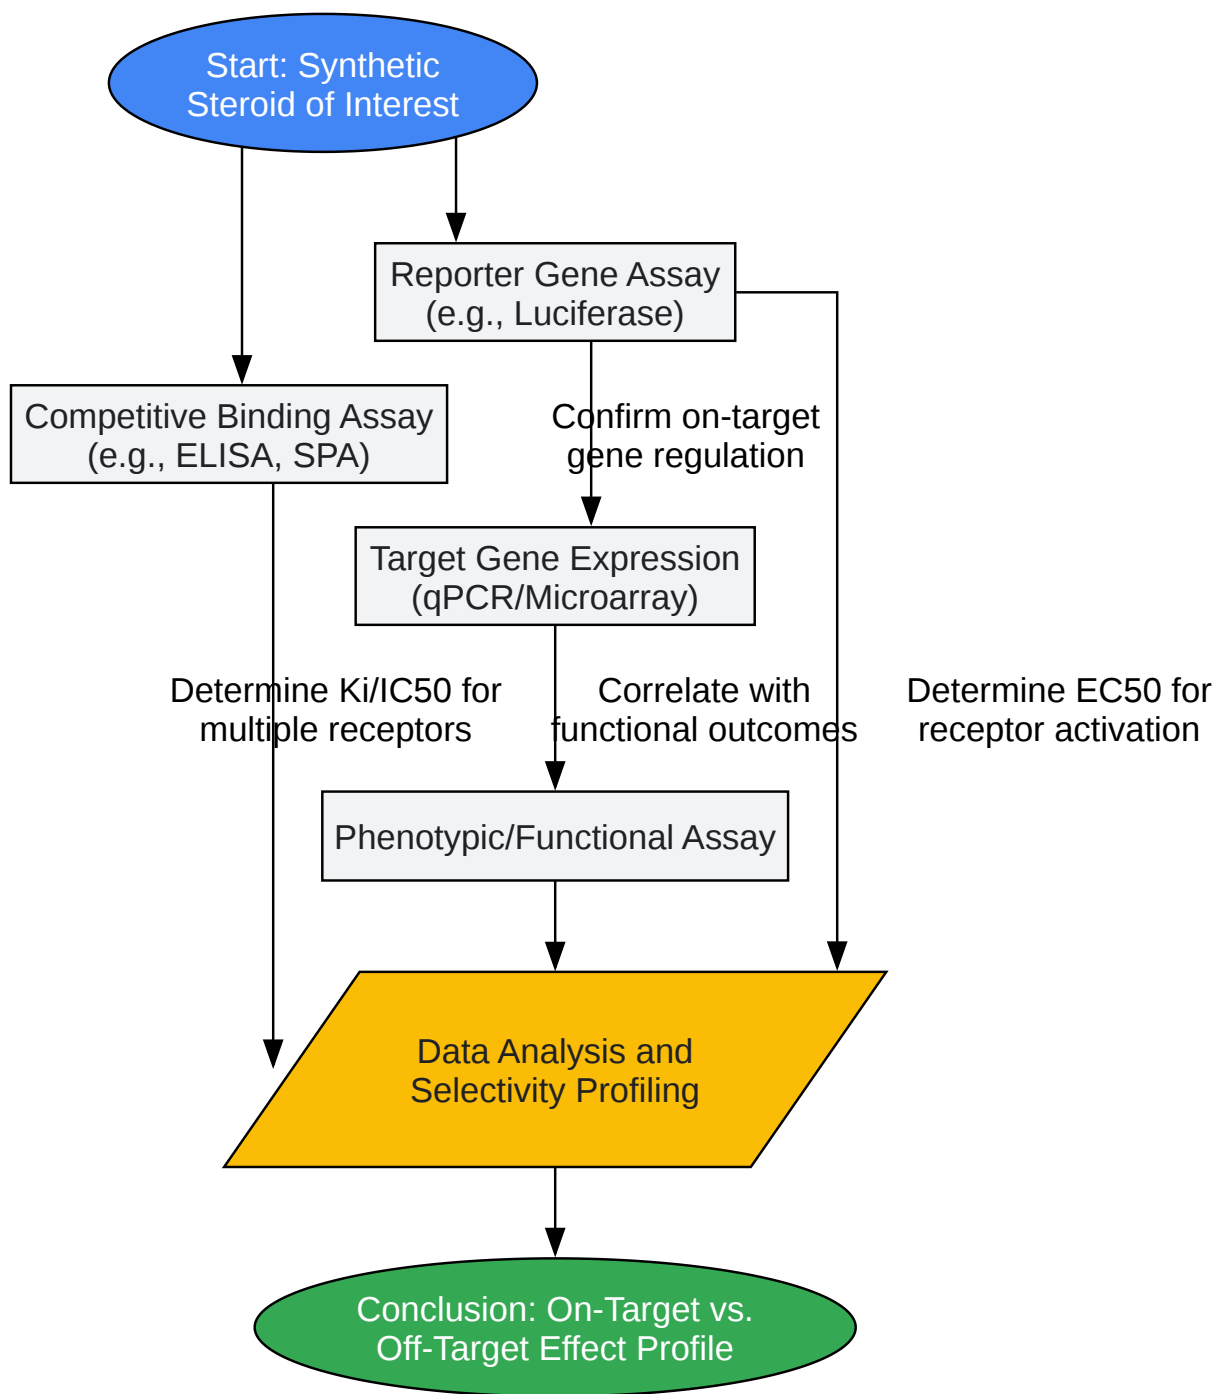 Start: Synthetic
Steroid of Interest
Reporter Gene Assay
(e.g., Luciferase)
Competitive Binding Assay
(e.g., ELISA, SPA)
Confirm on-target
gene regulation
Target Gene Expression
(qPCR/Microarray)
Determine Ki/IC50 for
multiple receptors
Correlate with
functional outcomes
Determine EC50 for
receptor activation
Phenotypic/Functional Assay
Data Analysis and
Selectivity Profiling
Conclusion: On-Target vs.
Off-Target Effect Profile